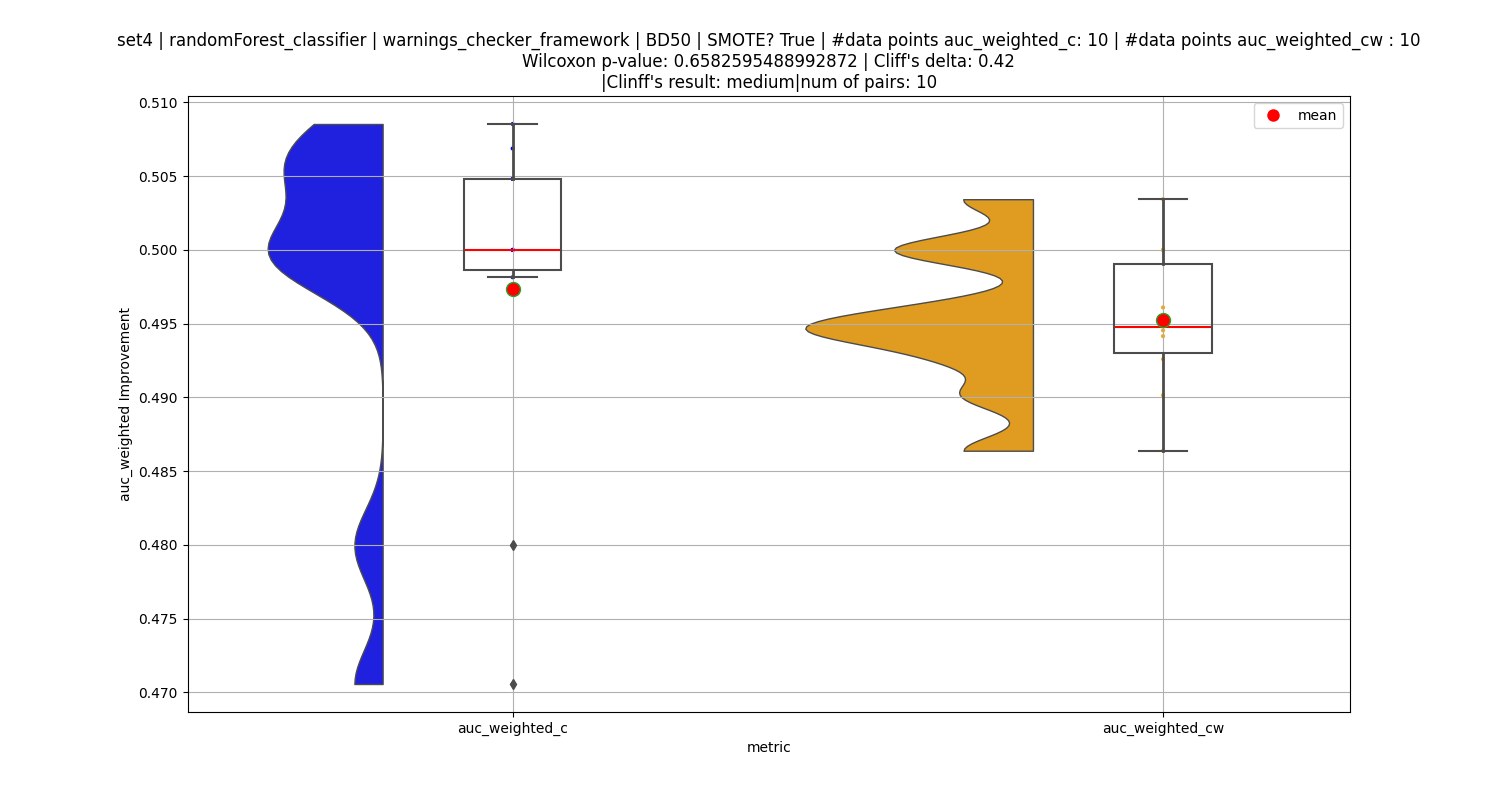 set4 | randomForest_classifier | warnings_checker_framework | BD50 | SMOTE? True | #data points auc_weighted_c: 10 | #data points auc_weighted_cw : 10
Wilcoxon p-value: 0.6582595488992872 | Cliff's delta: 0.42
|Clinff's result: medium|num of pairs: 10
mean
auc_weighted Improvement
0.510
0.505
0.500
0.495
0.490
0.485
0.480
0.475
0.470
auc_weighted_c
auc_weighted_cw
metric